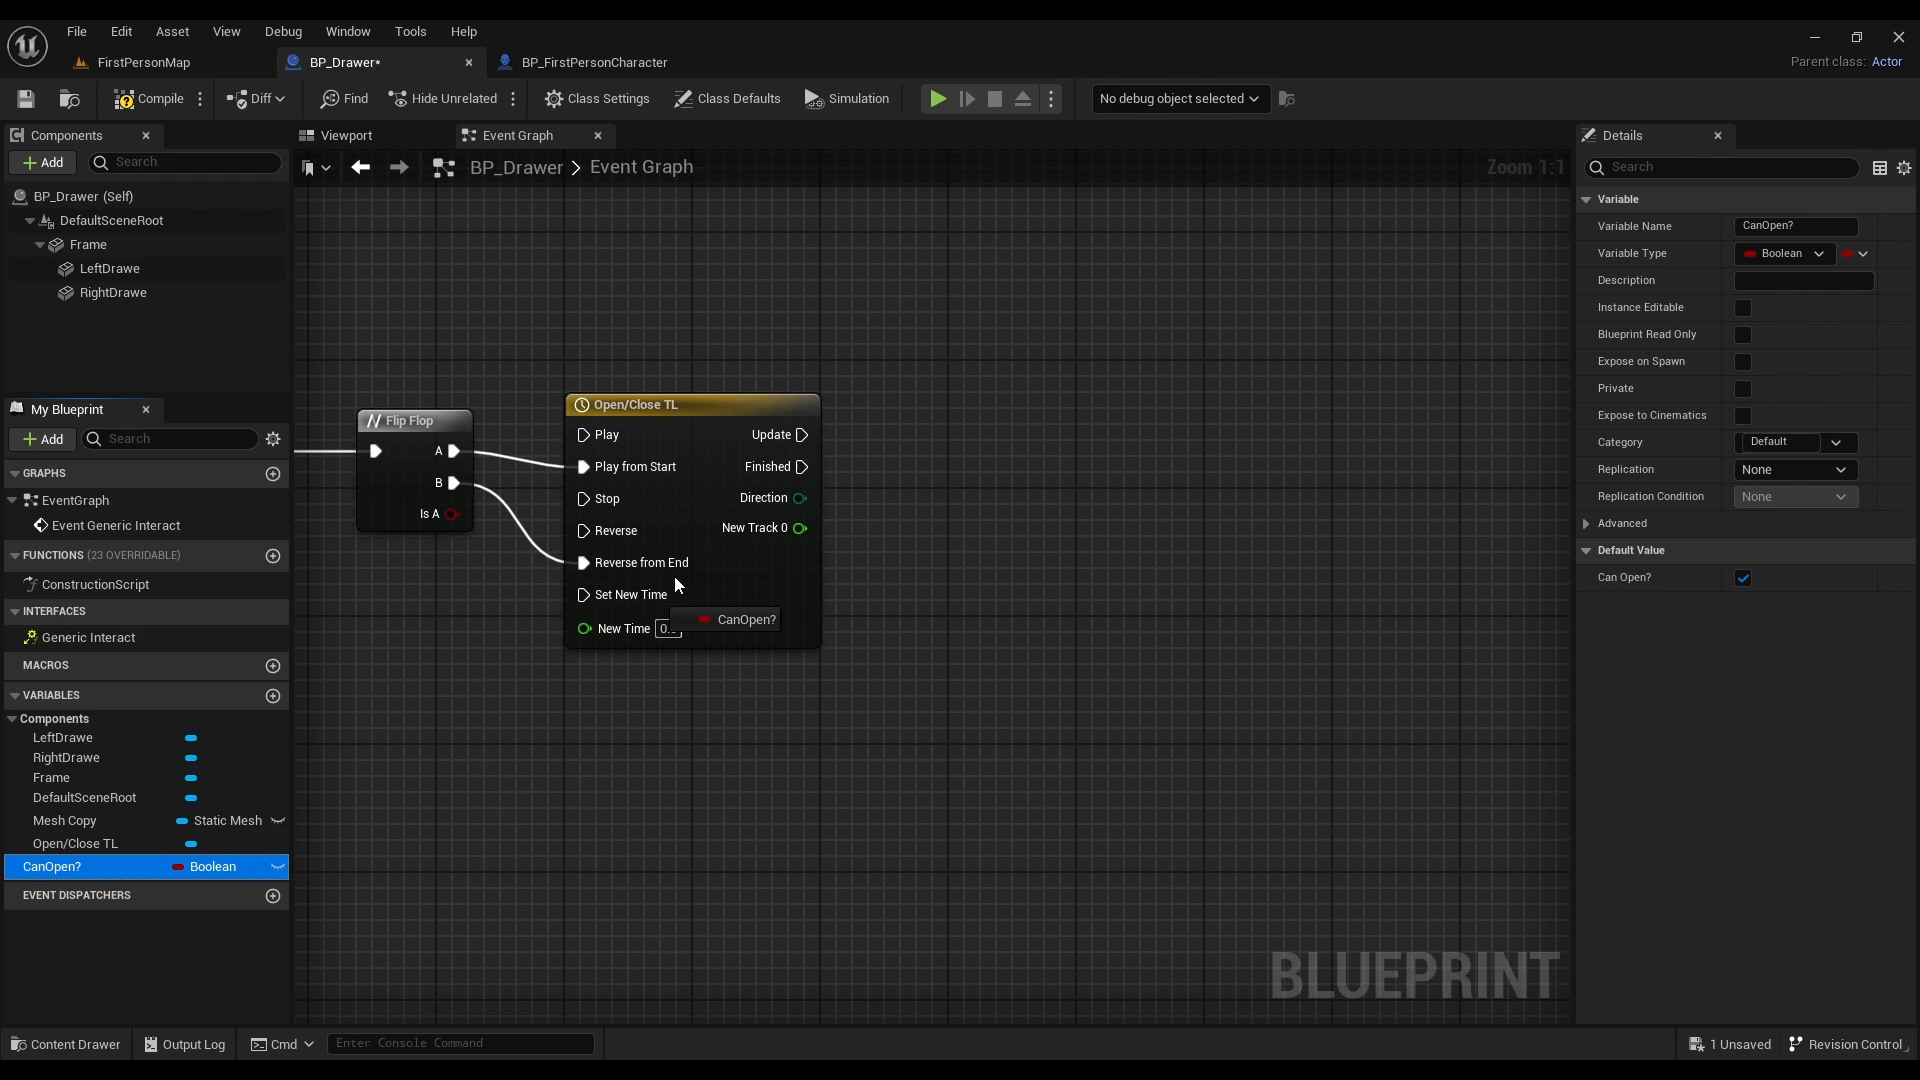 File Edit Asset View Debug Window Tools Help
FirstPersonMap BP_Drawer* BP_FirstPersonCharacter Parent class: Actor
Compile Diff Find Hide Unrelated Class Settings Class Defaults Simulation No debug object selected
Components
Add Search
BP_Drawer (Self)
DefaultSceneRoot
Frame
LeftDrawe
RightDrawe
My Blueprint
Add Search
GRAPHS
EventGraph
Event Generic Interact
FUNCTIONS (23 OVERRIDABLE)
ConstructionScript
INTERFACES
Generic Interact
MACROS
VARIABLES
Components
LeftDrawe
RightDrawe
Frame
DefaultSceneRoot
Mesh Copy Static Mesh
Open/Close TL
CanOpen? Boolean
EVENT DISPATCHERS
Viewport Event Graph
BP_Drawer > Event Graph Zoom 1:1
Flip Flop
A
B
Is A
Open/Close TL
Play Update
Play from Start Finished
Stop Direction
Reverse New Track 0
Reverse from End
Set New Time
New Time
CanOpen?
BLUEPRINT
Details
Search
Variable
Variable Name CanOpen?
Variable Type Boolean
Description
Instance Editable
Blueprint Read Only
Expose on Spawn
Private
Expose to Cinematics
Category Default
Replication None
Replication Condition None
Advanced
Default Value
Can Open?
Content Drawer Output Log Cmd Enter Console Command 1 Unsaved Revision Control